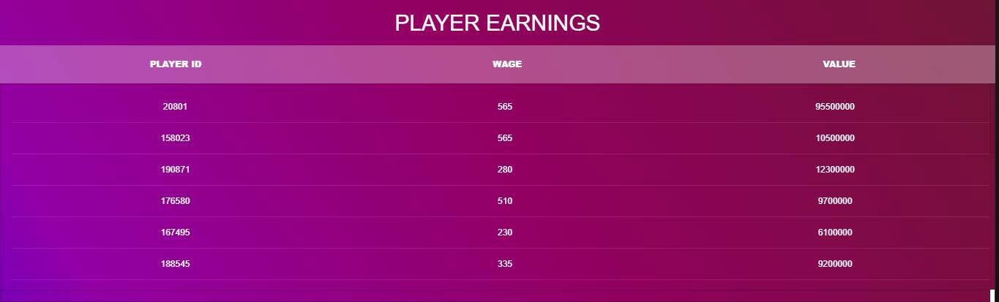 PLAYER EARNINGS
PLAYER ID WAGE VALUE
20801 565 95500000
158023 565 10500000
190871 280 12300000
176580 510 9700000
167495 230 6100000
188545 335 9200000